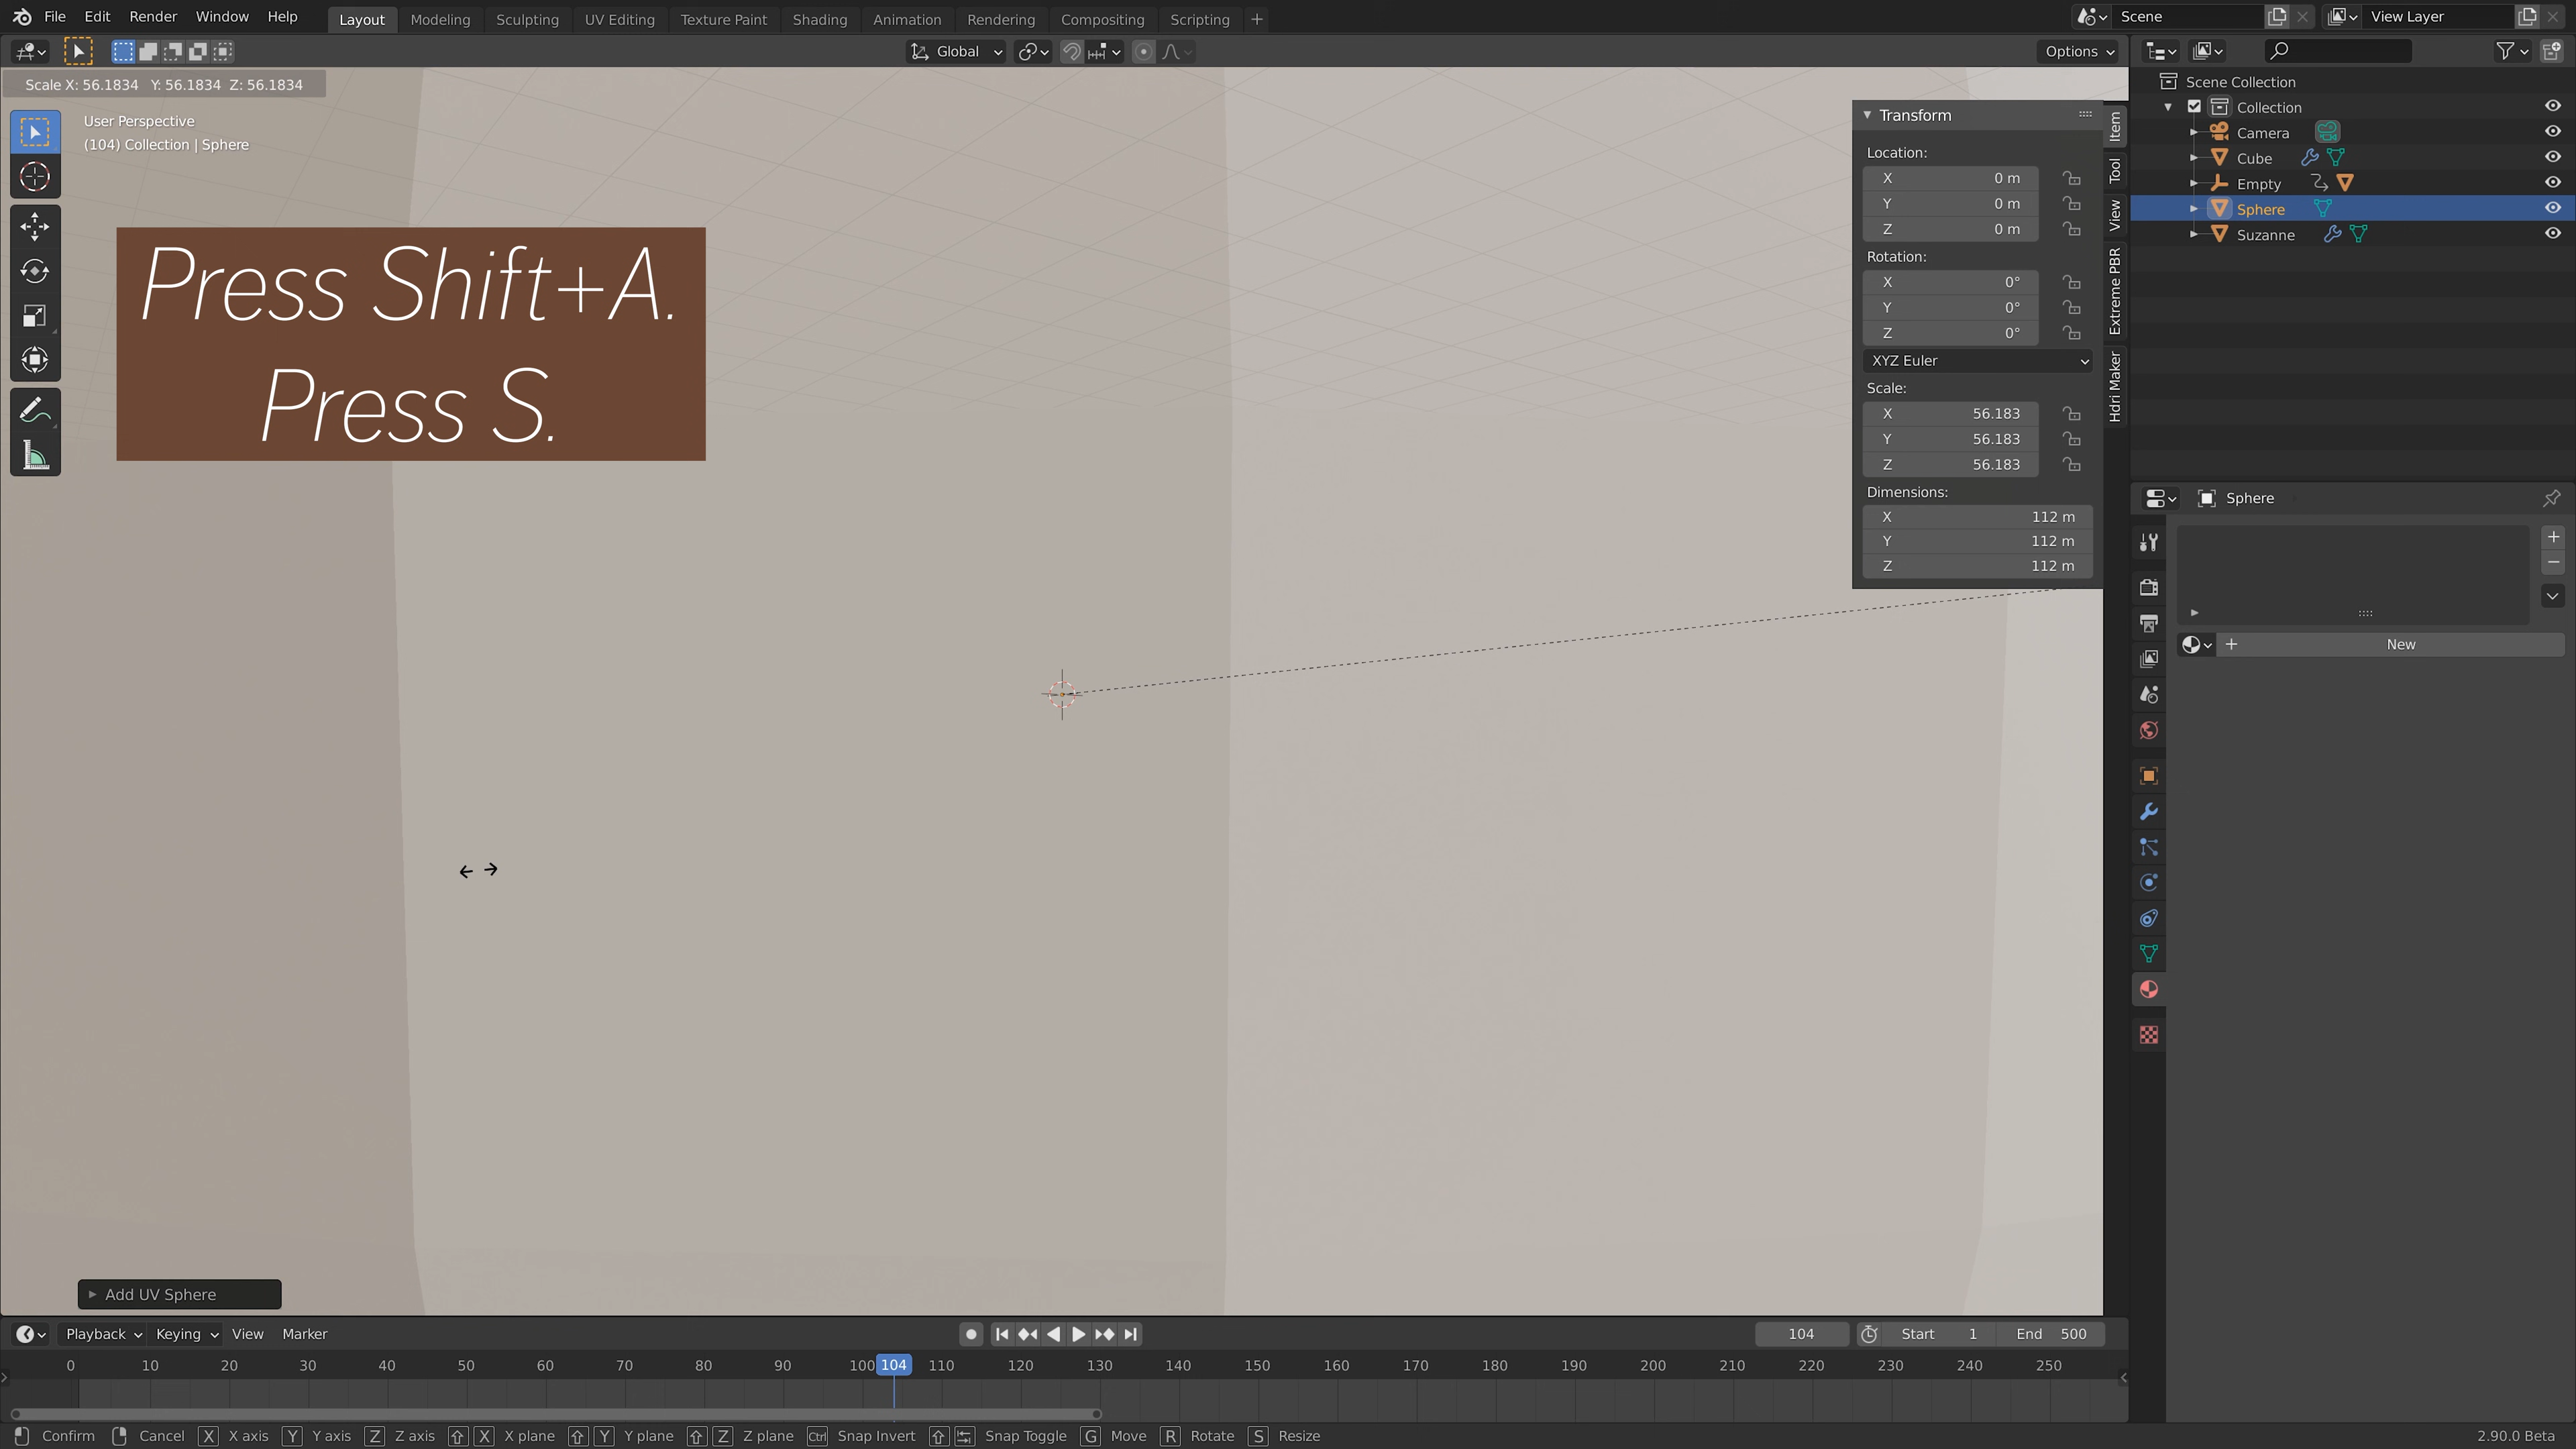 File Edit Render Window Help Layout Modeling Sculpting UV Editing Texture Paint Shading Animation Rendering Compositing Scripting + Scene View Layer
Global Options
Scale X: 56.1834 Y: 56.1834 Z: 56.1834
User Perspective
(104) Collection | Sphere
Press Shift+A.
Press S.
Transform
Location:
X 0 m
Y 0 m
Z 0 m
Rotation:
X 0°
Y 0°
Z 0°
XYZ Euler
Scale:
X 56.183
Y 56.183
Z 56.183
Dimensions:
X 112 m
Y 112 m
Z 112 m
Item
Tool
View
Extreme PBR
Hdri Maker
Scene Collection
Collection
Camera
Cube
Empty
Sphere
Suzanne
Sphere
New
Add UV Sphere
Playback Keying View Marker 104 Start 1 End 500
0 10 20 30 40 50 60 70 80 90 100 104 110 120 130 140 150 160 170 180 190 200 210 220 230 240 250
Confirm Cancel X X axis Y Y axis Z Z axis X X plane Y Y plane Z Z plane Ctrl Snap Invert Snap Toggle G Move R Rotate S Resize 2.90.0 Beta